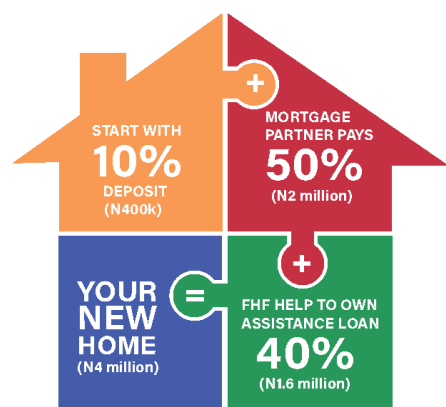 START WITH
10%
DEPOSIT
(N400k)
+
MORTGAGE
PARTNER PAYS
50%
(N2 million)
+
FHF HELP TO OWN
ASSISTANCE LOAN
40%
(N1.6 million)
=
YOUR
NEW
HOME
(N4 million)